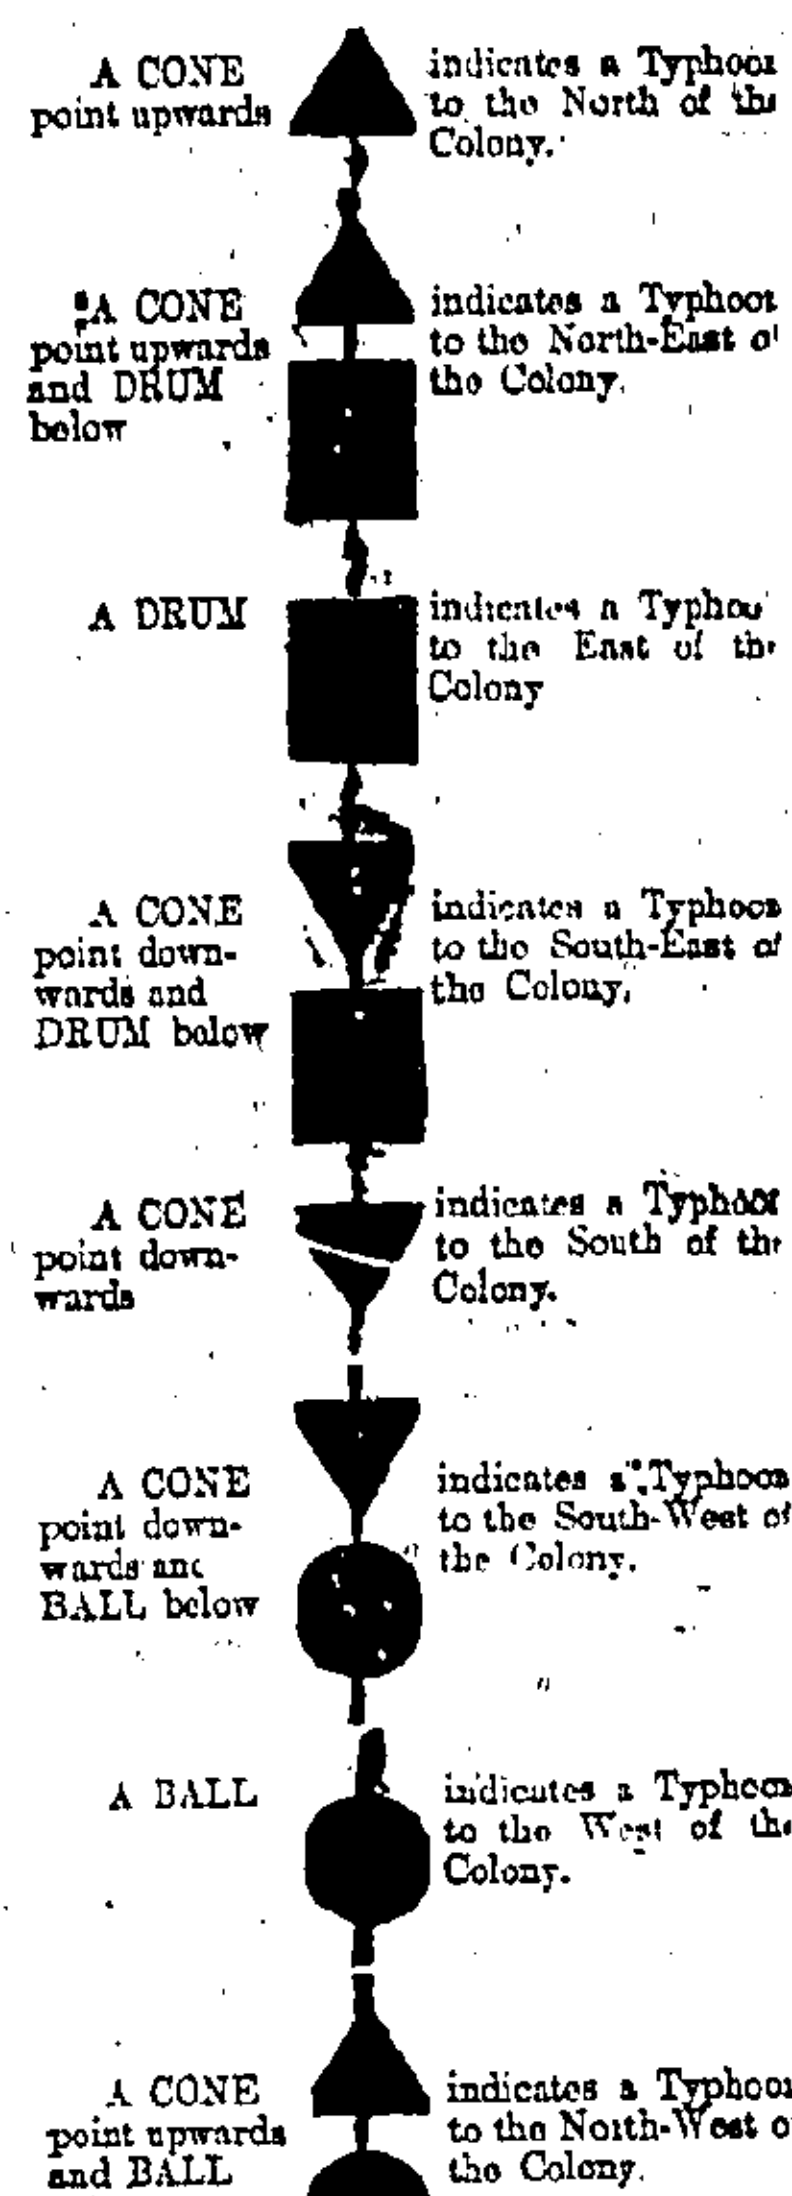 A CONE
point upwards
indicates a Typhoon
to the North of the
Colony.
A CONE
point upwards
and DRUM
below
indicates a Typhoon
to the North-East of
the Colony.
A DRUM
indicates a Typhoo
to the East of the
Colony
A CONE
point down-
wards and
DRUM below
indicates a Typhoon
to the South-East of
the Colony.
A CONE
point down-
wards
indicates a Typhoon
to the South of the
Colony.
A CONE
point down-
wards and
BALL below
indicates a Typhoon
to the South-West of
the Colony.
A BALL
indicates a Typhoon
to the West of the
Colony.
A CONE
point upwards
and BALL
indicates a Typhoon
to the North-West o
the Colony.